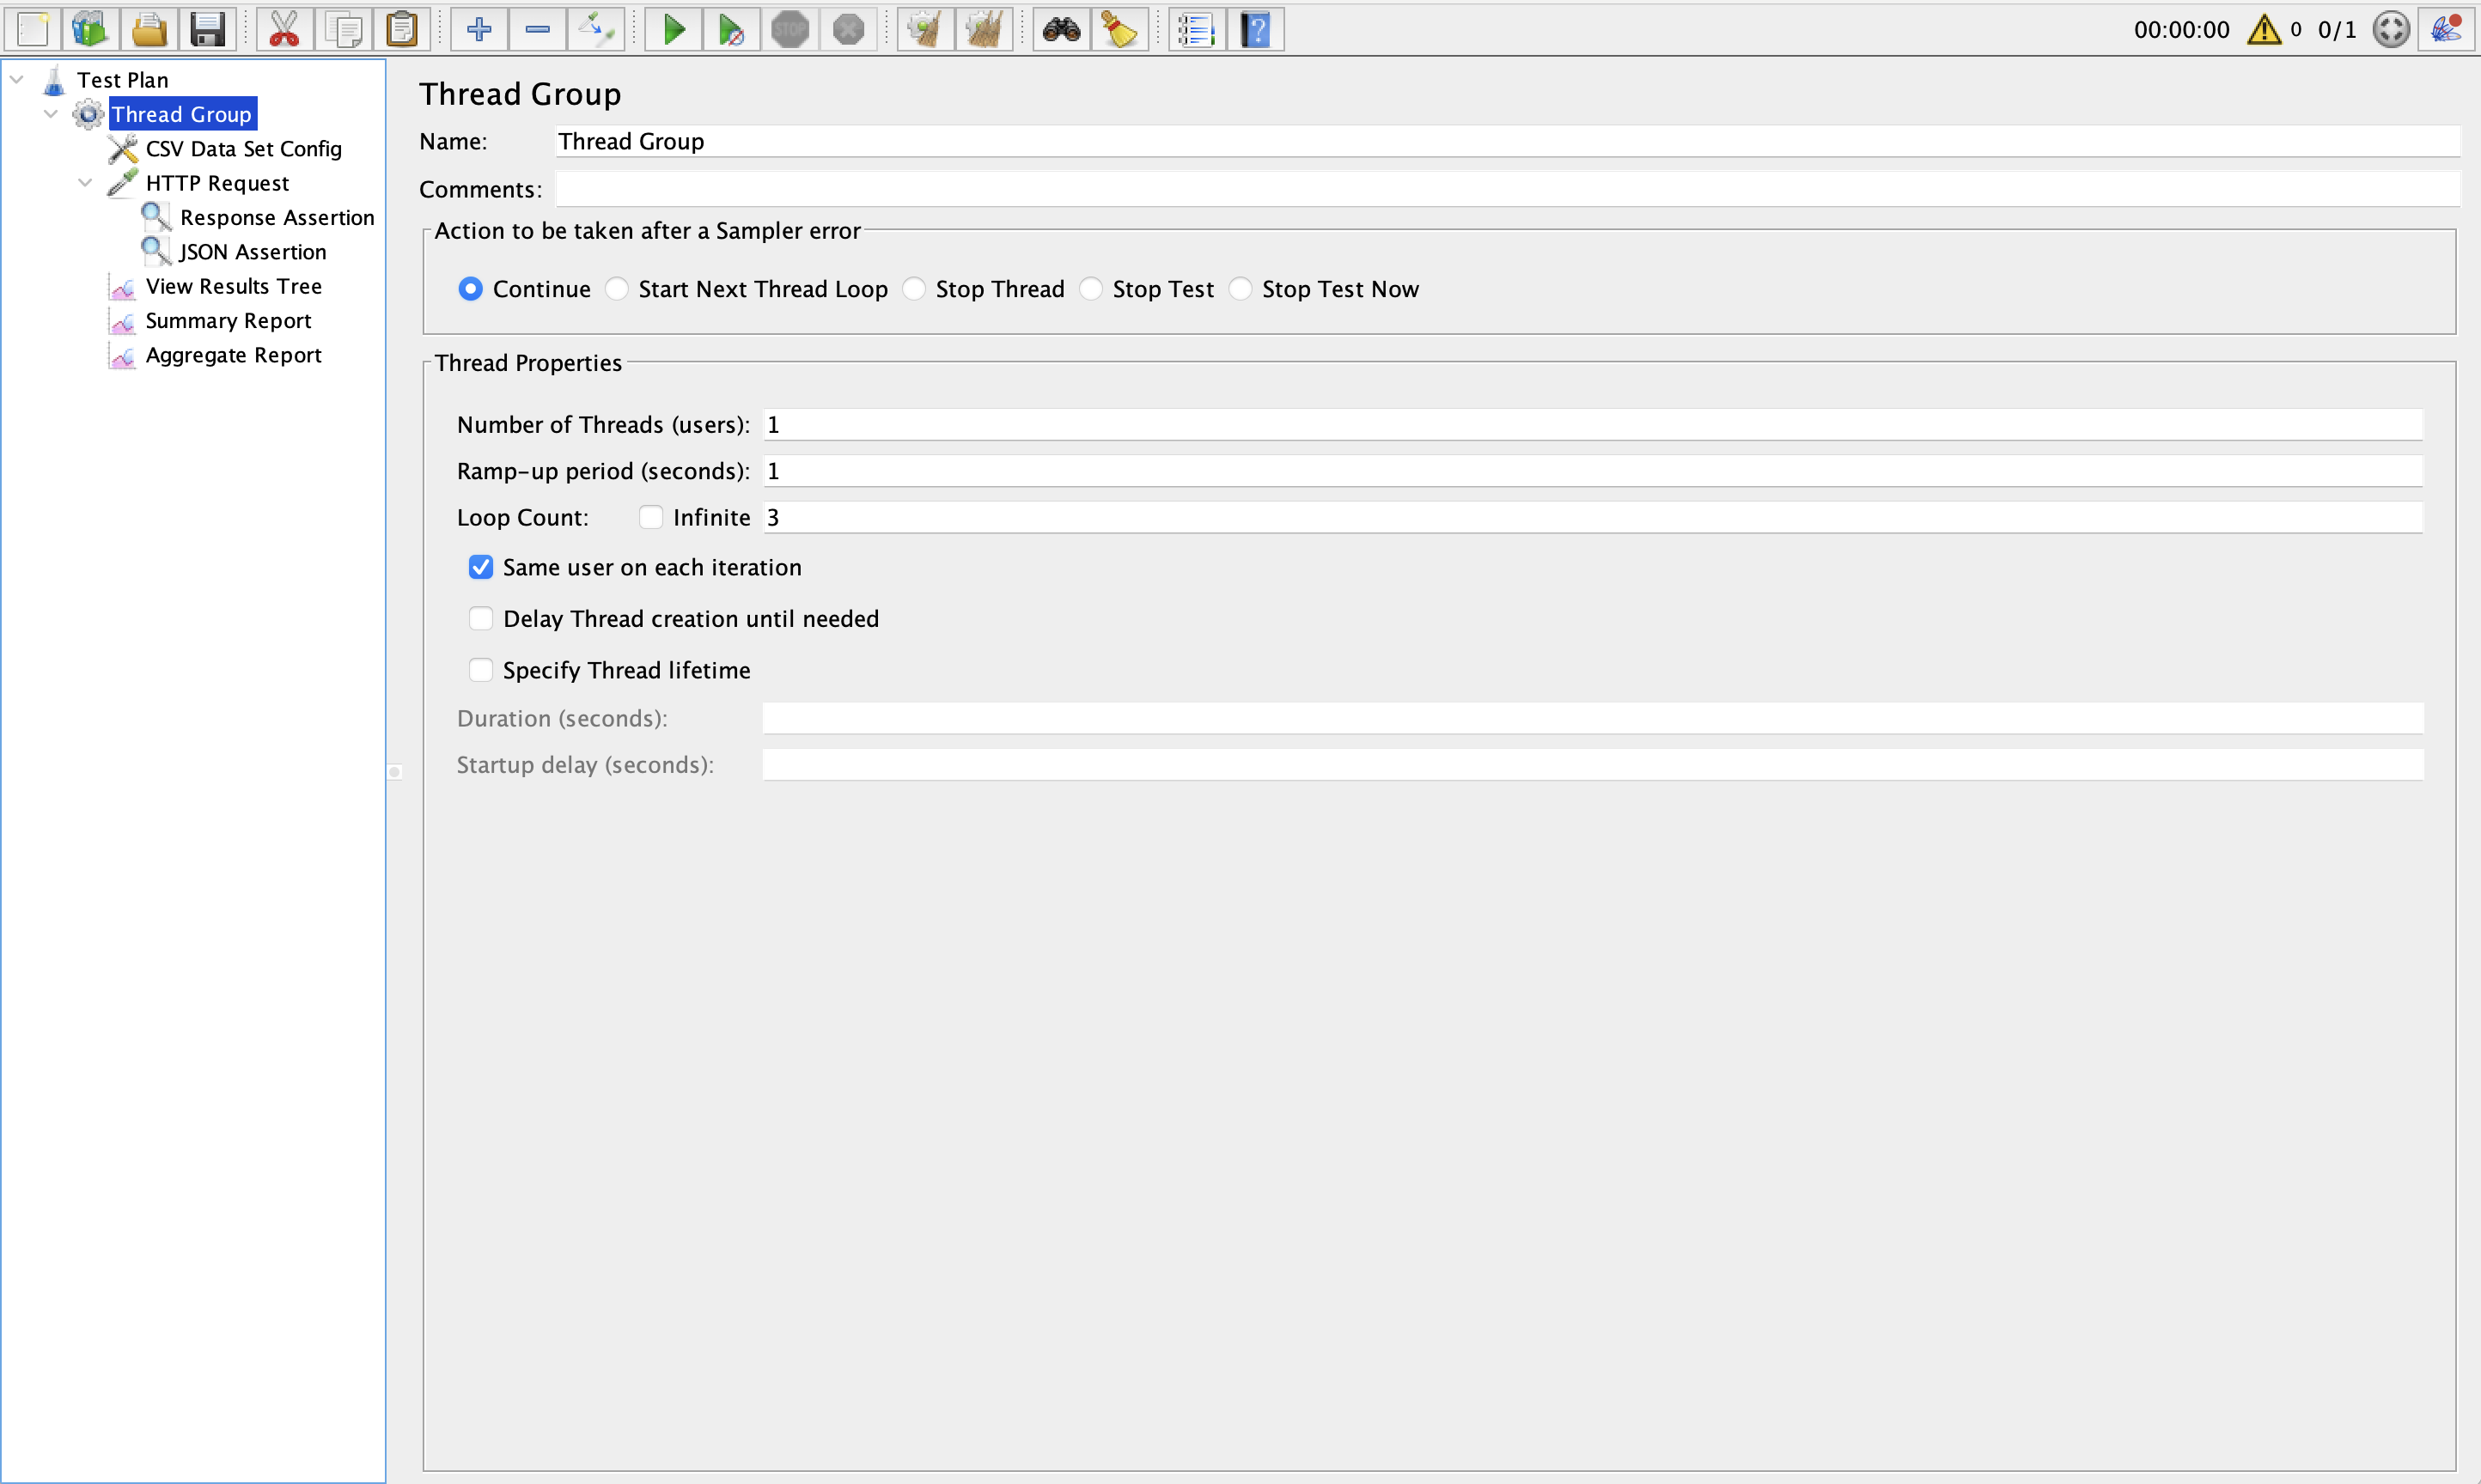 00:00:00 0 0/1
Test Plan
Thread Group
CSV Data Set Config
HTTP Request
Response Assertion
JSON Assertion
View Results Tree
Summary Report
Aggregate Report
Thread Group
Name: Thread Group
Comments:
Action to be taken after a Sampler error
Continue Start Next Thread Loop Stop Thread Stop Test Stop Test Now
Thread Properties
Number of Threads (users): 1
Ramp-up period (seconds): 1
Loop Count: Infinite 3
Same user on each iteration
Delay Thread creation until needed
Specify Thread lifetime
Duration (seconds):
Startup delay (seconds):